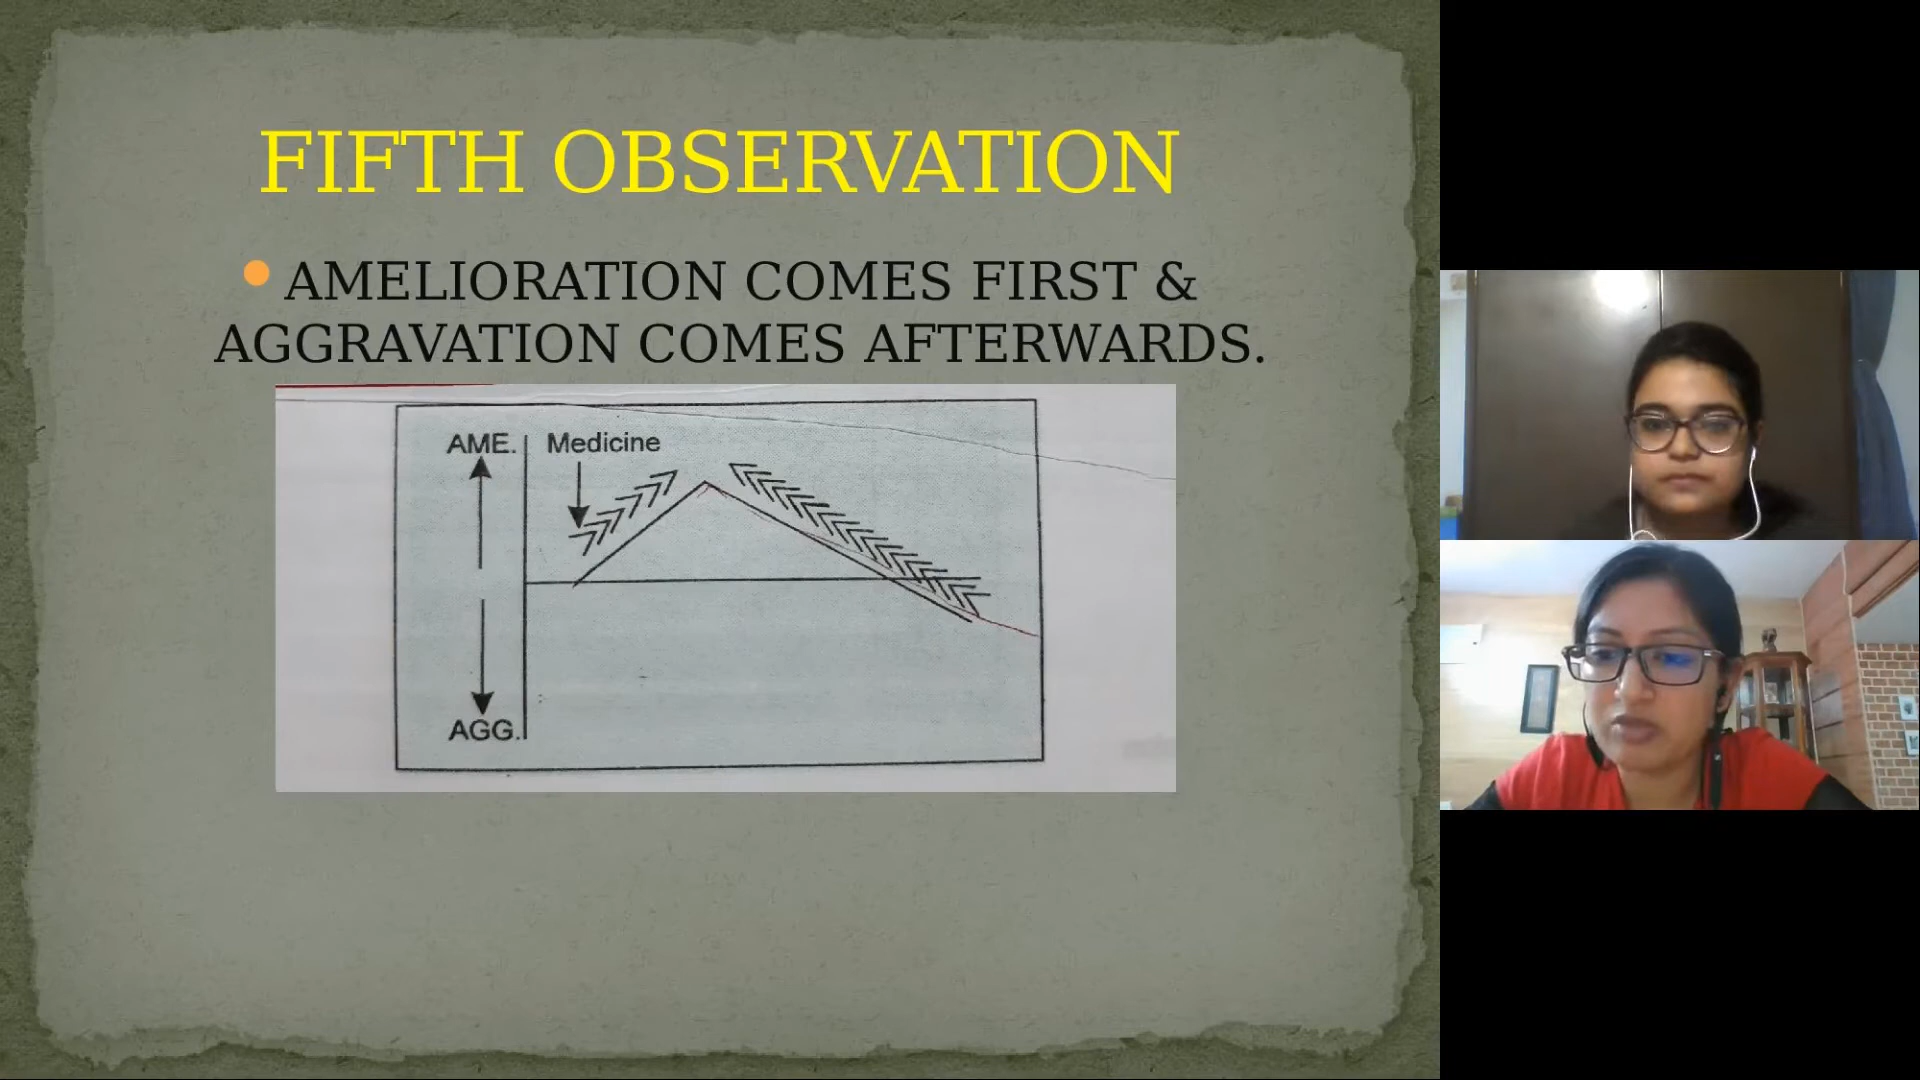 FIFTH OBSERVATION
AMELIORATION COMES FIRST &
AGGRAVATION COMES AFTERWARDS.
AME.
Medicine
AGG.